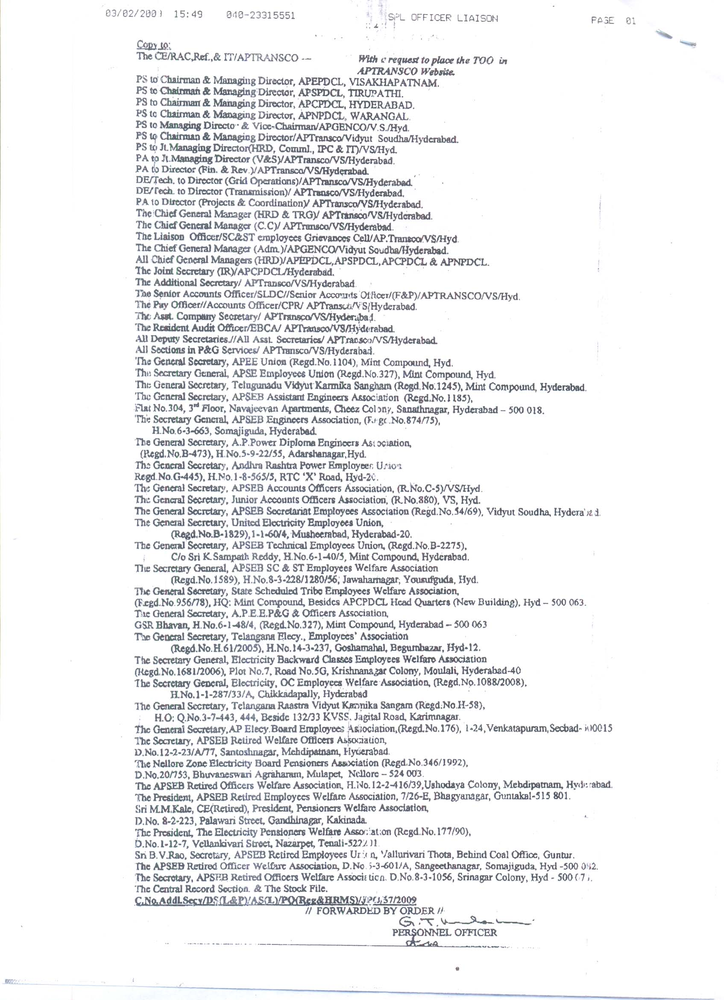 15:49 040-23315551 SPL OFFICER LIAISON PAGE 01
Copy to:
The CE/RAC,Ref.,& IT/APTRANSCO --- With a request to place the TOO in
APTRANSCO Website.
PS to Chairman & Managing Director, APEPDCL, VISAKHAPATNAM.
PS to Chairman & Managing Director, APSPDCL, TIRUPATHI.
PS to Chairman & Managing Director, APCPDCL, HYDERABAD.
PS to Chairman & Managing Director, APNPDCL, WARANGAL.
PS to Managing Director & Vice-Chairman/APGENCO/V.S./Hyd.
PS to Chairman & Managing Director/APTransco/Vidyut Soudha/Hyderabad.
PS to Jt.Managing Director(HRD, Comml., IPC & IT)/VS/Hyd.
PA to Jt.Managing Director (V&S)/APTransco/VS/Hyderabad.
PA to Director (Fin. & Rev.)/APTransco/VS/Hyderabad.
DE/Tech. to Director (Grid Operations)/APTransco/VS/Hyderabad.
DE/Tech. to Director (Transmission)/ APTransco/VS/Hyderabad.
PA to Director (Projects & Coordination)/ APTransco/VS/Hyderabad.
The Chief General Manager (HRD & TRG)/ APTransco/VS/Hyderabad.
The Chief General Manager (C.C)/ APTransco/VS/Hyderabad.
The Liaison Officer/SC&ST employees Grievances Cell/AP.Transco/VS/Hyd.
The Chief General Manager (Adm.)/APGENCO/Vidyut Soudha/Hyderabad.
All Chief General Managers (HRD)/APEPDCL,APSPDCL,APCPDCL & APNPDCL.
The Joint Secretary (IR)/APCPDCL/Hyderabad.
The Additional Secretary/ APTransco/VS/Hyderabad.
The Senior Accounts Officer/SLDC//Senior Accounts Officer/(F&P)/APTRANSCO/VS/Hyd.
The Pay Officer//Accounts Officer/CPR/ APTransco/VS/Hyderabad.
The Asst. Company Secretary/ APTransco/VS/Hyderabad.
The Resident Audit Officer/EBCA/ APTransco/VS/Hyderabad.
All Deputy Secretaries.//All Asst. Secretaries/ APTransco/VS/Hyderabad.
All Sections in P&G Services/ APTransco/VS/Hyderabad.
The General Secretary, APEE Union (Regd.No.1104), Mint Compound, Hyd.
The Secretary General, APSE Employees Union (Regd.No.327), Mint Compound, Hyd.
The General Secretary, Telugunadu Vidyut Karmika Sangham (Regd.No.1245), Mint Compound, Hyderabad.
The General Secretary, APSEB Assistant Engineers Association (Regd.No.1185),
Flat No.304, 3rd Floor, Navajeevan Apartments, Cheez Colony, Sanathnagar, Hyderabad – 500 018.
The Secretary General, APSEB Engineers Association, (Regd.No.874/75),
H.No.6-3-663, Somajiguda, Hyderabad.
The General Secretary, A.P.Power Diploma Engineers Association,
(Regd.No.B-473), H.No.5-9-22/55, Adarshanagar,Hyd.
The General Secretary, Andhra Rashtra Power Employees Union
Regd.No.G-445), H.No.1-8-565/5, RTC ‘X’ Road, Hyd-20.
The General Secretary, APSEB Accounts Officers Association, (R.No.C-5)/VS/Hyd.
The General Secretary, Junior Accounts Officers Association, (R.No.880), VS, Hyd.
The General Secretary, APSEB Secretariat Employees Association (Regd.No.54/69), Vidyut Soudha, Hyderabad.
The General Secretary, United Electricity Employees Union,
(Regd.No.B-1829),1-1-60/4, Musheerabad, Hyderabad-20.
The General Secretary, APSEB Technical Employees Union, (Regd.No.B-2275),
C/o Sri K.Sampath Reddy, H.No.6-1-40/5, Mint Compound, Hyderabad.
The Secretary General, APSEB SC & ST Employees Welfare Association
(Regd.No.1589), H.No.8-3-228/1280/56, Jawaharnagar, Yousufguda, Hyd.
The General Secretary, State Scheduled Tribe Employees Welfare Association,
(Regd.No.956/78), HQ: Mint Compound, Besides APCPDCL Head Quarters (New Building), Hyd – 500 063.
The General Secretary, A.P.E.E.P&G & Officers Association,
GSR Bhavan, H.No.6-1-48/4, (Regd.No.327), Mint Compound, Hyderabad – 500 063
The General Secretary, Telangana Elecy., Employees’ Association
(Regd.No.H.61/2005), H.No.14-3-237, Goshamahal, Begumbazar, Hyd-12.
The Secretary General, Electricity Backward Classes Employees Welfare Association
(Regd.No.1681/2006), Plot No.7, Road No.5G, Krishnanagar Colony, Moulali, Hyderabad-40
The Secretary General, Electricity, OC Employees Welfare Association, (Regd.No.1088/2008),
H.No.1-1-287/33/A, Chikkadapally, Hyderabad
The General Secretary, Telangana Raastra Vidyut Karmika Sangam (Regd.No.H-58),
H.O: Q.No.3-7-443, 444, Beside 132/33 KVSS, Jagital Road, Karimnagar.
The General Secretary,AP Elecy.Board Employees Association,(Regd.No.176), 1-24,Venkatapuram,Secbad-
The Secretary, APSEB Retired Welfare Officers Association,
D.No.12-2-23/A/77, Santoshnagar, Mehdipatnam, Hyderabad.
The Nellore Zone Electricity Board Pensioners Association (Regd.No.346/1992),
D.No.20/753, Bhuvaneswari Agraharam, Mulapet, Nellore – 524 003.
The APSEB Retired Officers Welfare Association, H.No.12-2-416/39,Ushodaya Colony, Mehdipatnam, Hyderabad.
The President, APSEB Retired Employees Welfare Association, 7/26-E, Bhagyanagar, Guntakal-515 801.
Sri M.M.Kale, CE(Retired), President, Pensioners Welfare Association,
D.No. 8-2-223, Palawari Street, Gandhinagar, Kakinada.
The President, The Electricity Pensioners Welfare Association (Regd.No.177/90),
D.No.1-12-7, Vellankivari Street, Nazarpet,
Sri B.V.Rao, Secretary, APSEB Retired Employees Union, Vallurivari Thota, Behind Coal Office, Guntur.
The APSEB Retired Officer Welfare Association, D.No. Sangeethanagar, Somajiguda, Hyd -500
The Secretary, APSEB Retired Officers Welfare Association. D.No.8-3-1056, Srinagar Colony, Hyd - 500
The Central Record Section. & The Stock File.
C.No.Addl.Secy/DS(L&P)/AS(L)/PO(Reg&HRMS)/
// FORWARDED BY ORDER //
G.T.
PERSONNEL OFFICER